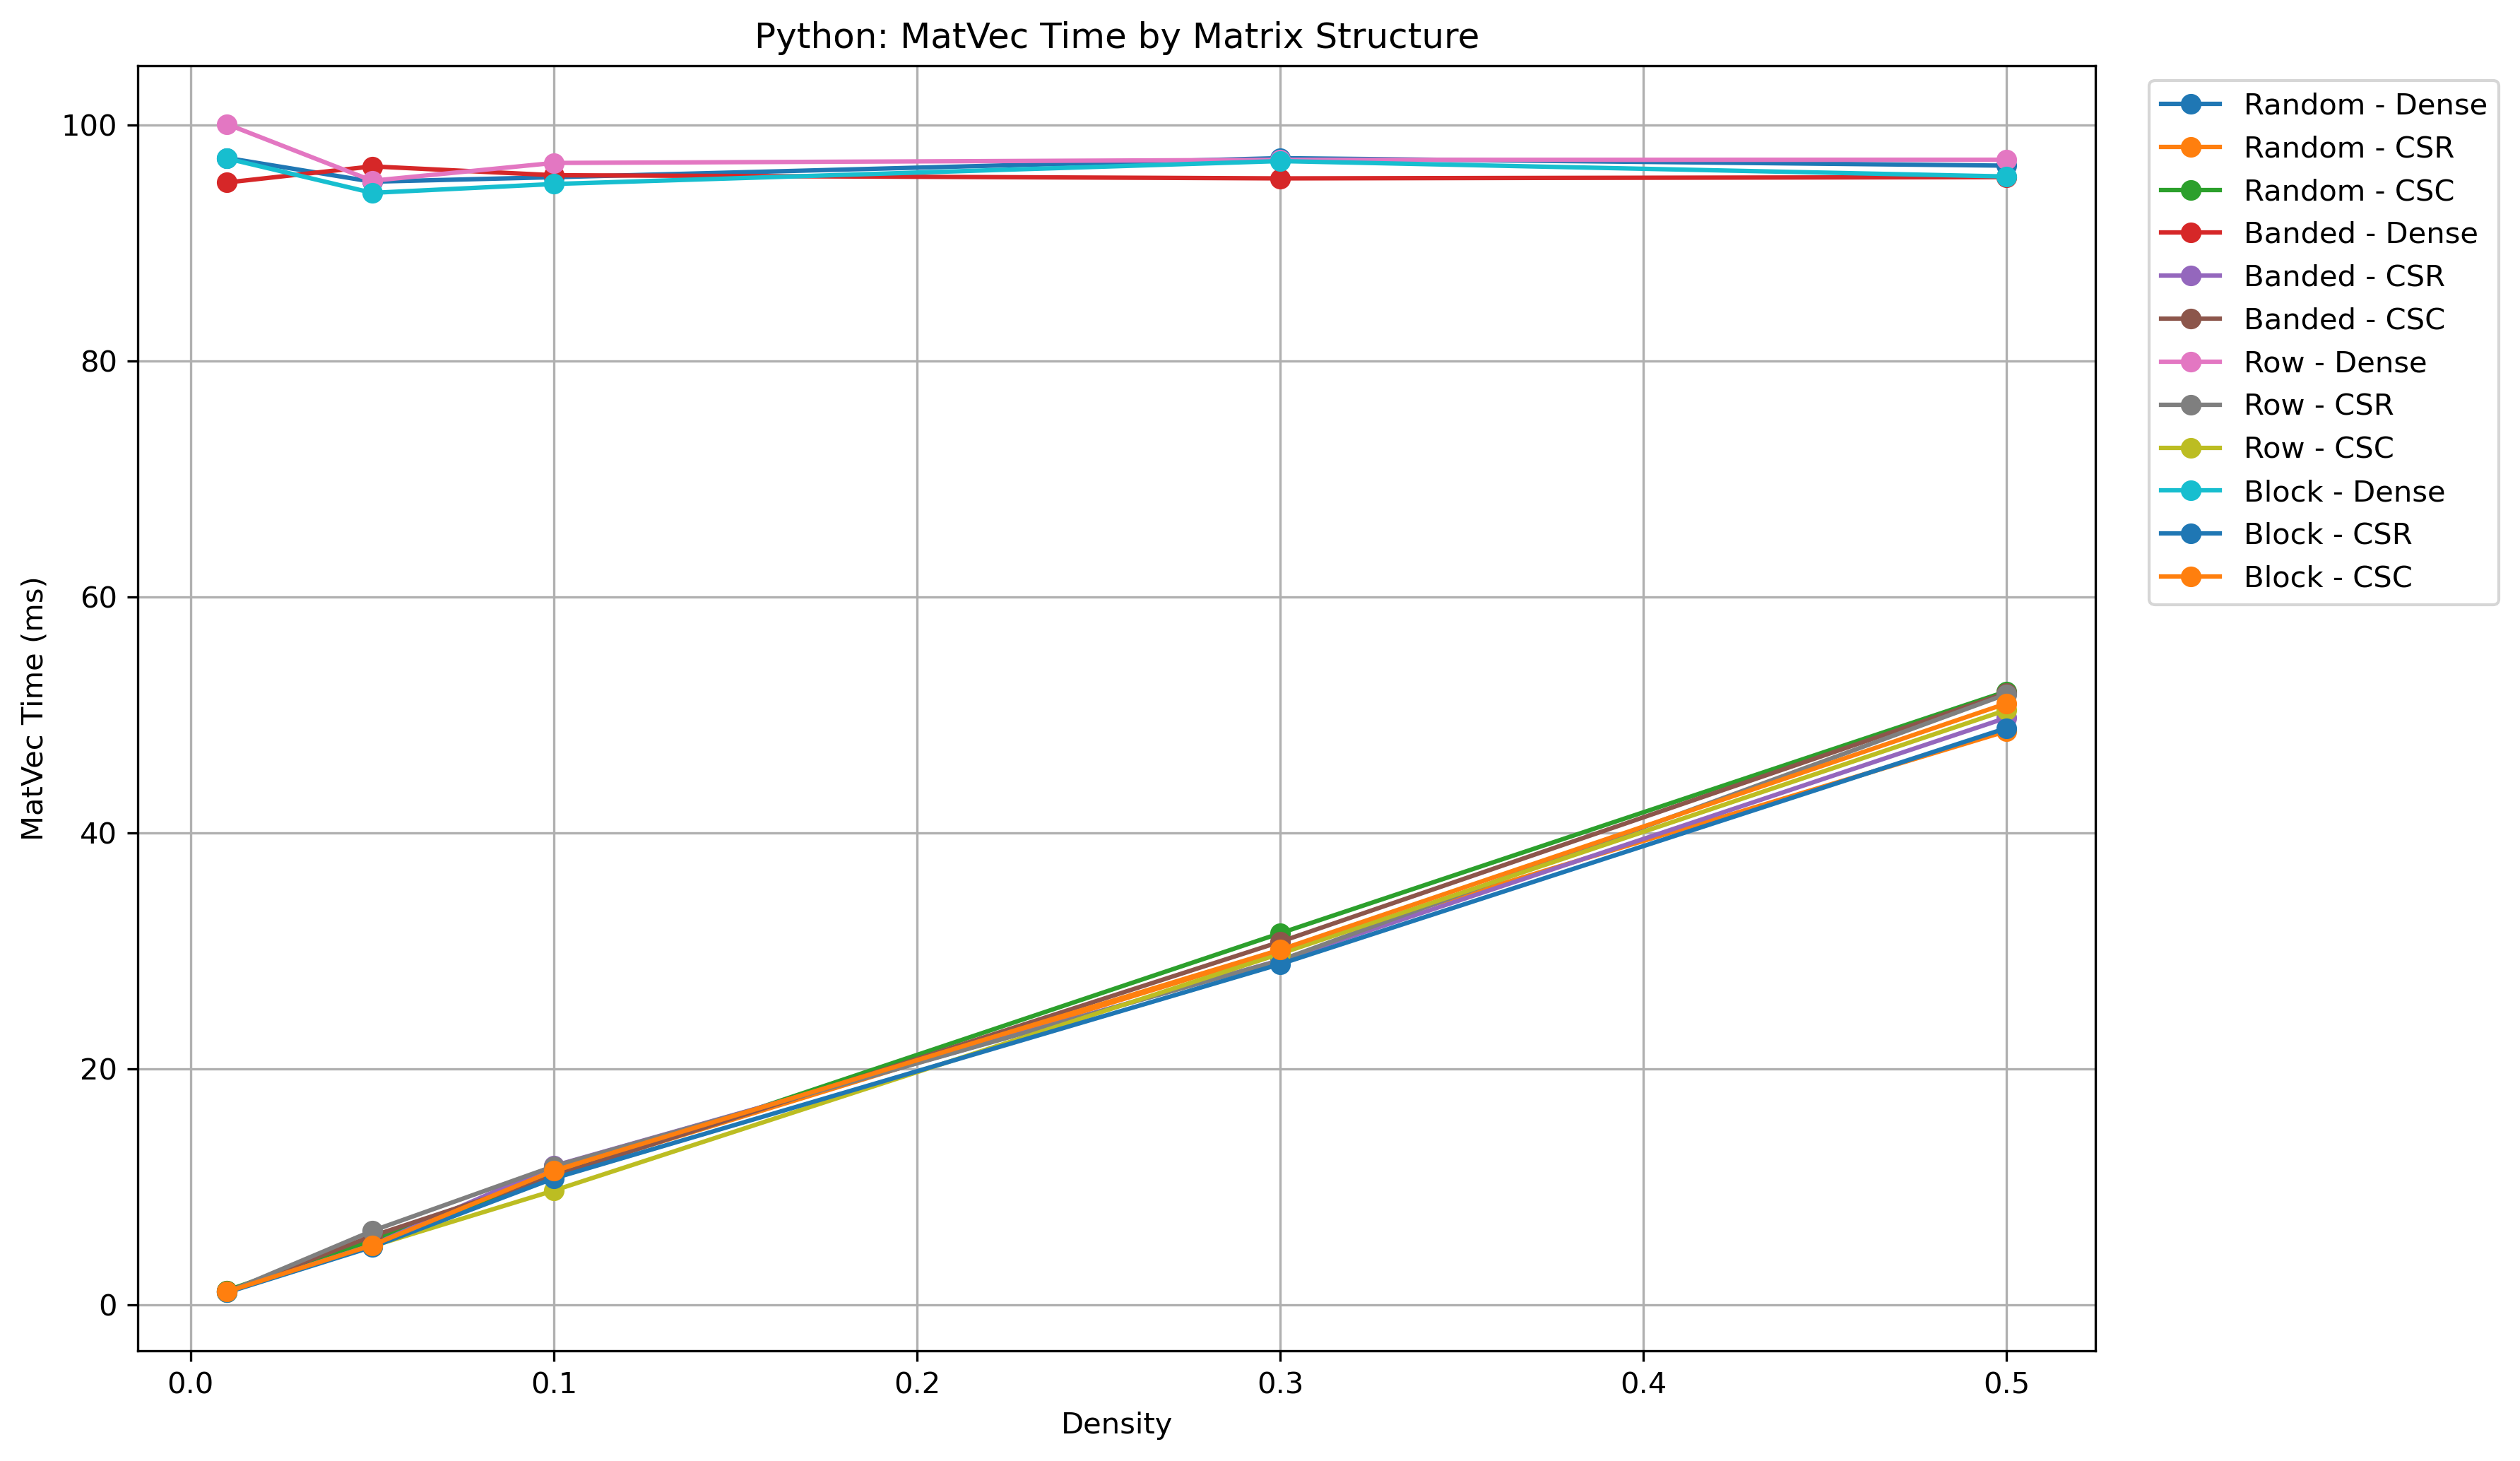 Python: MatVec Time by Matrix Structure
MatVec Time (ms)
100
80
60
40
20
0
0.0 0.1 0.2 0.3 0.4 0.5
Density
Random - Dense
Random - CSR
Random - CSC
Banded - Dense
Banded - CSR
Banded - CSC
Row - Dense
Row - CSR
Row - CSC
Block - Dense
Block - CSR
Block - CSC